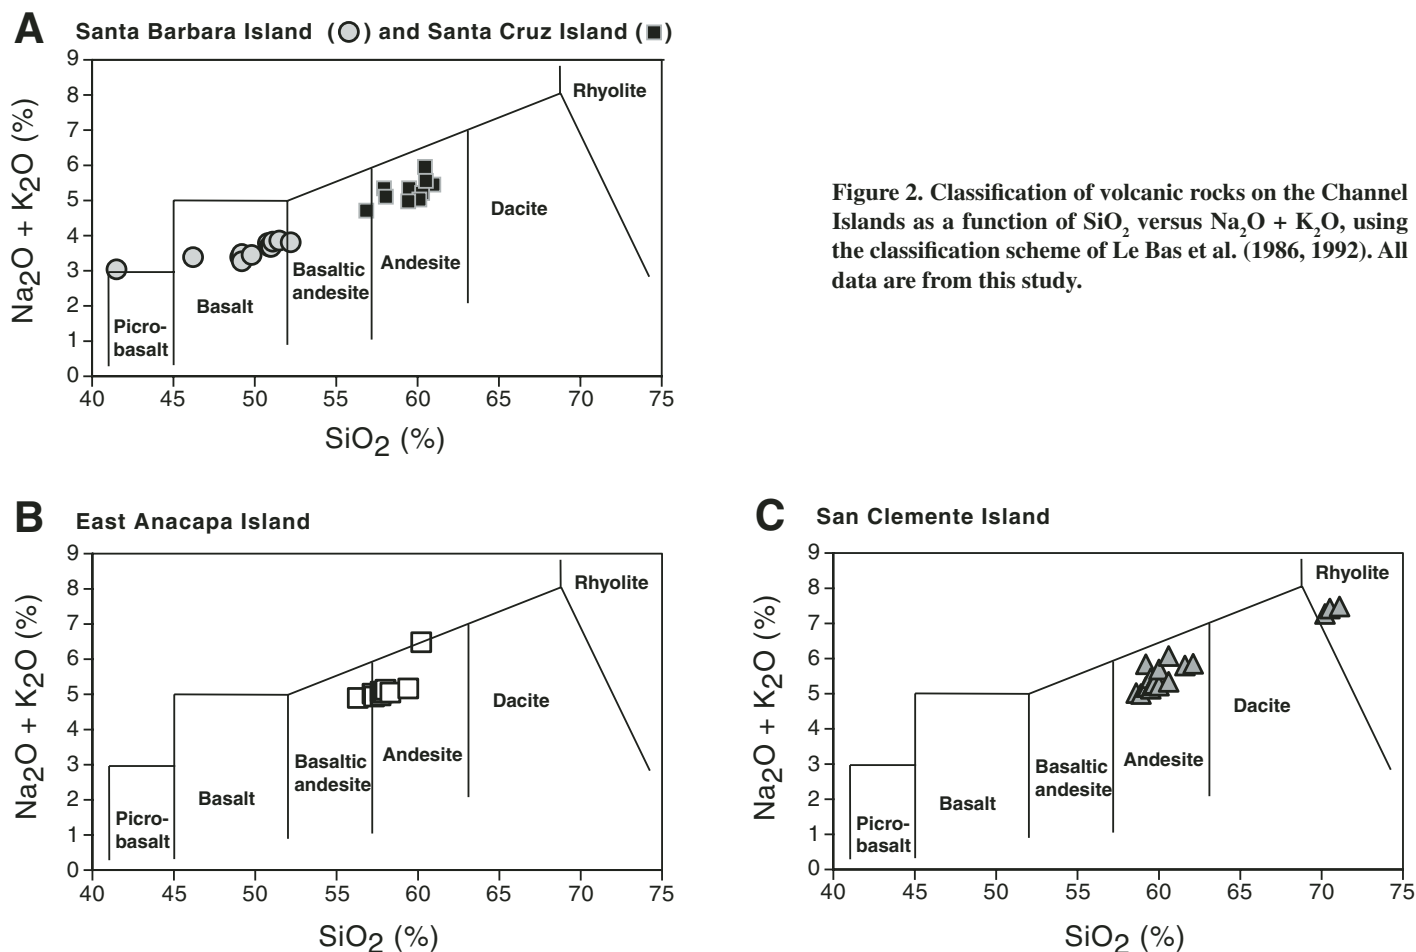 A Santa Barbara Island (○) and Santa Cruz Island (■)
Na2O + K2O (%)
9
8
7
6
5
4
3
2
1
0
Rhyolite
Dacite
Andesite
Basaltic
andesite
Basalt
Picro-
basalt
40 45 50 55 60 65 70 75
SiO2 (%)
Figure 2. Classification of volcanic rocks on the Channel
Islands as a function of SiO2 versus Na2O + K2O, using
the classification scheme of Le Bas et al. (1986, 1992). All
data are from this study.
B East Anacapa Island
Na2O + K2O (%)
9
8
7
6
5
4
3
2
1
0
Rhyolite
Dacite
Andesite
Basaltic
andesite
Basalt
Picro-
basalt
40 45 50 55 60 65 70 75
SiO2 (%)
C San Clemente Island
Na2O + K2O (%)
9
8
7
6
5
4
3
2
1
0
Rhyolite
Dacite
Andesite
Basaltic
andesite
Basalt
Picro-
basalt
40 45 50 55 60 65 70 75
SiO2 (%)